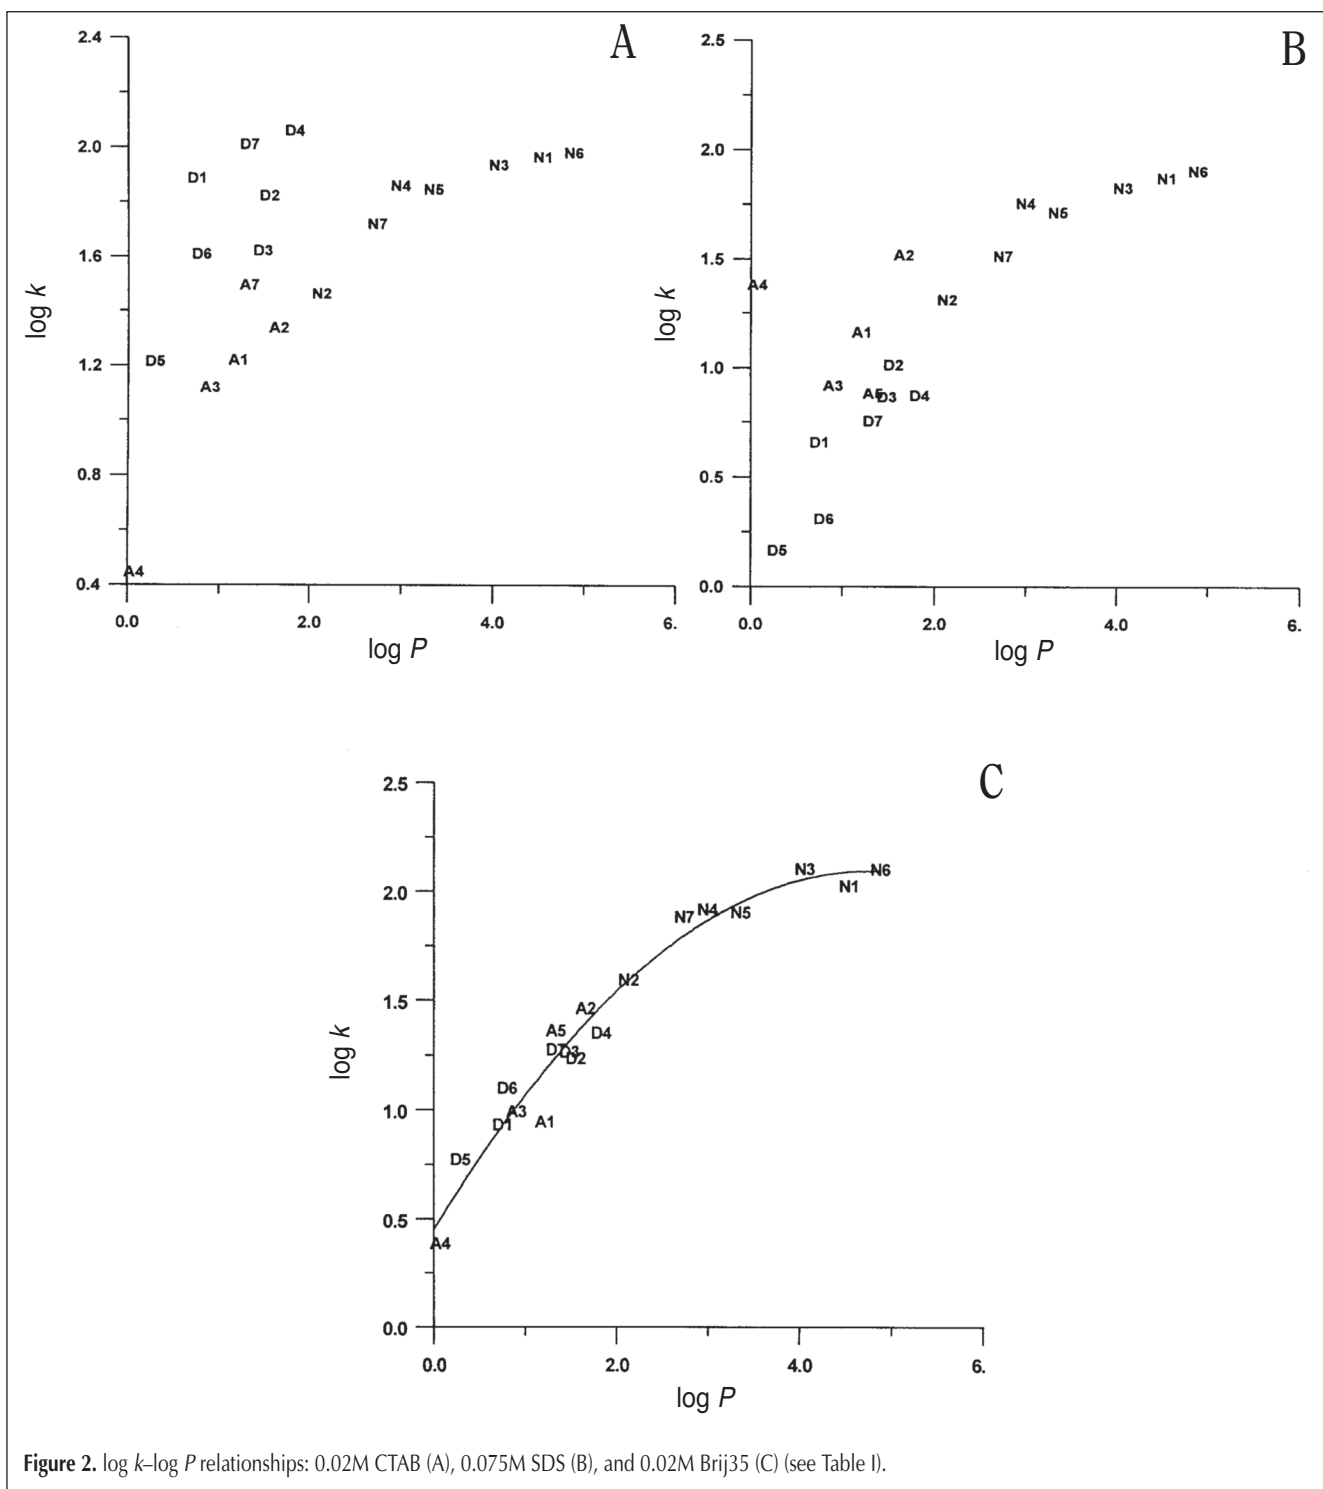 A
2.4
2.0
1.6
1.2
0.8
0.4
log k
D4
D7
D1
D2
D6
D3
A7
N2
A2
D5
A1
A3
A4
N3
N1
N6
N4
N5
N7
0.0
2.0
4.0
6.
log P
B
2.5
2.0
1.5
1.0
0.5
0.0
log k
N6
N1
N3
N4
N5
A2
N7
A4
N2
A1
D2
A3
A5
D3
D4
D7
D1
D6
D5
0.0
2.0
4.0
6.
log P
C
2.5
2.0
1.5
1.0
0.5
0.0
log k
N3
N6
N1
N7
N4
N5
N2
A2
A5
D4
D7
D3
D2
D6
A3
D1
A1
D5
A4
0.0
2.0
4.0
6.
log P
Figure 2. log k–log P relationships: 0.02M CTAB (A), 0.075M SDS (B), and 0.02M Brij35 (C) (see Table I).